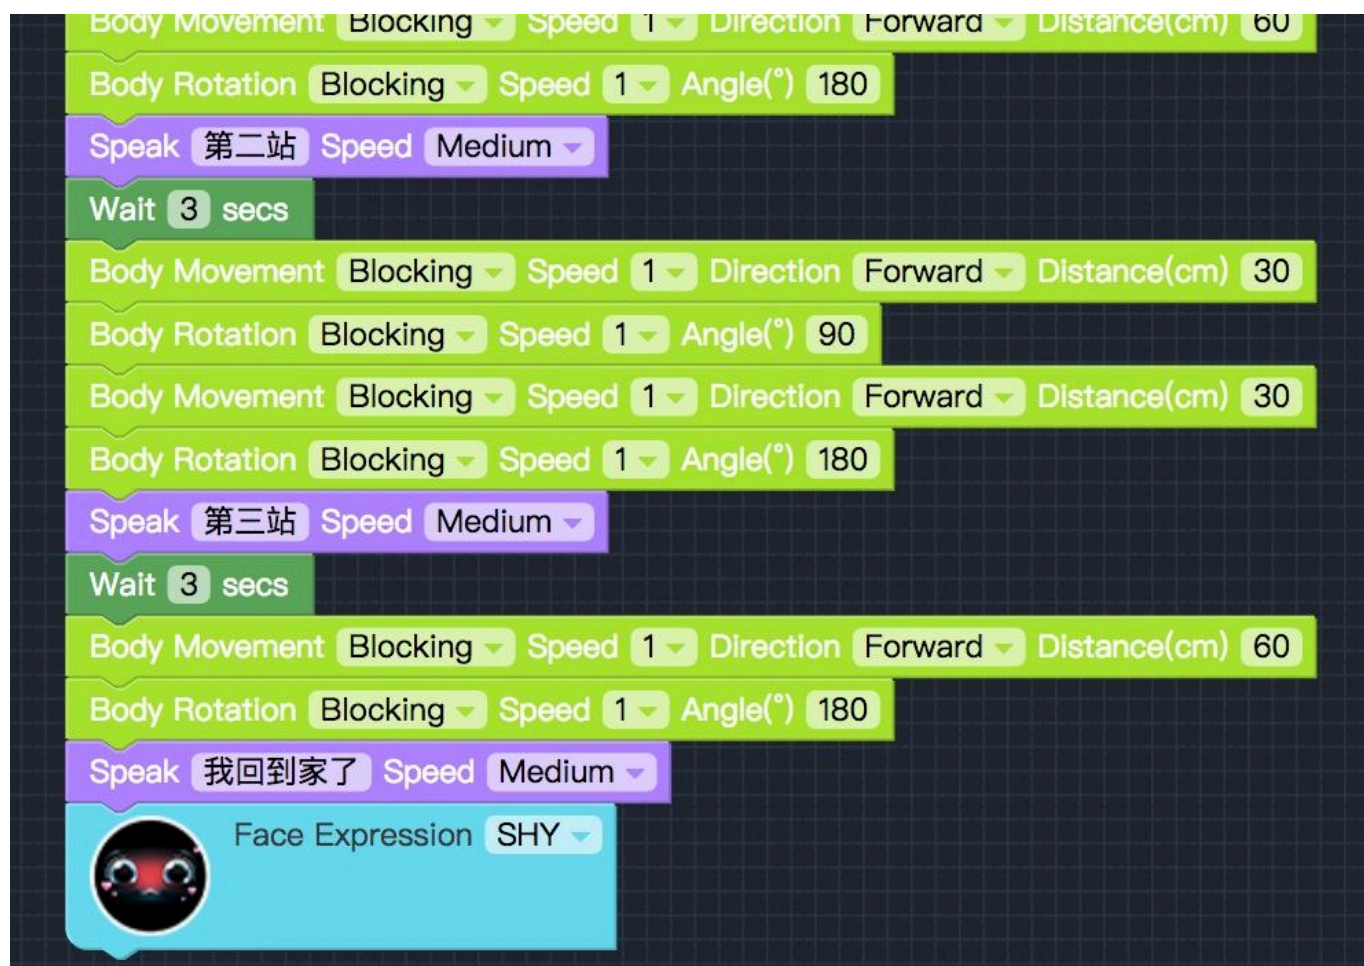 Body Movement Blocking Speed 1 Direction Forward Distance(cm) 60
Body Rotation Blocking Speed 1 Angle(°) 180
Speak 第二站 Speed Medium
Wait 3 secs
Body Movement Blocking Speed 1 Direction Forward Distance(cm) 30
Body Rotation Blocking Speed 1 Angle(°) 90
Body Movement Blocking Speed 1 Direction Forward Distance(cm) 30
Body Rotation Blocking Speed 1 Angle(°) 180
Speak 第三站 Speed Medium
Wait 3 secs
Body Movement Blocking Speed 1 Direction Forward Distance(cm) 60
Body Rotation Blocking Speed 1 Angle(°) 180
Speak 我回到家了 Speed Medium
Face Expression SHY